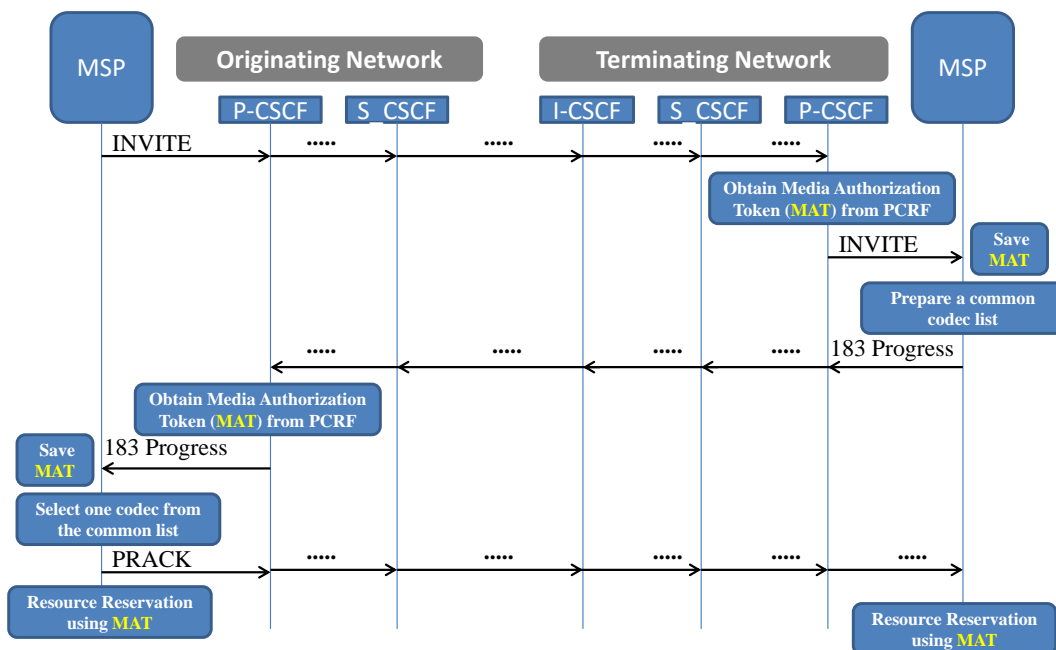 MSP
Originating Network
Terminating Network
MSP
P-CSCF
S_CSCF
I-CSCF
S_CSCF
P-CSCF
INVITE
.....
.....
.....
.....
Obtain Media Authorization
Token (MAT) from PCRF
INVITE
Save
MAT
Prepare a common
codec list
.....
.....
.....
.....
183 Progress
Obtain Media Authorization
Token (MAT) from PCRF
Save
MAT
183 Progress
Select one codec from
the common list
PRACK
.....
.....
.....
.....
.....
Resource Reservation
using MAT
Resource Reservation
using MAT